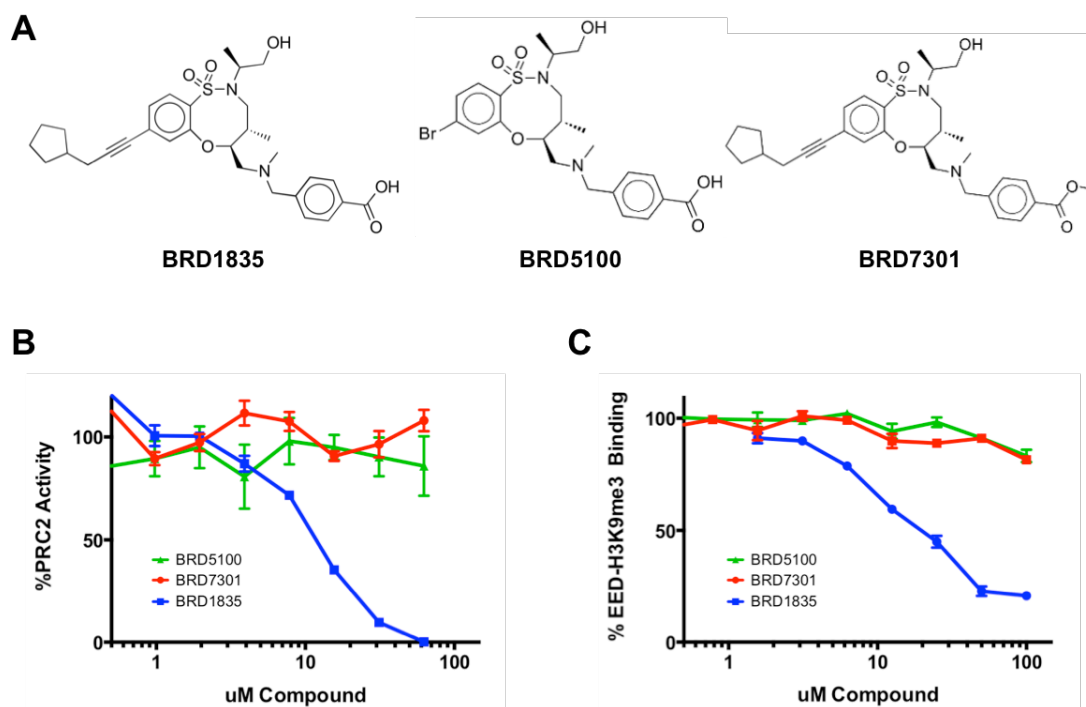 A
OH
O
O
S
N
O
N
OH
O
BRD1835
OH
O
O
S
N
Br
O
N
OH
O
BRD5100
OH
O
O
S
N
O
N
O
O
BRD7301
B
%PRC2 Activity
100
50
0
BRD5100
BRD7301
BRD1835
1
10
100
uM Compound
C
% EED-H3K9me3 Binding
100
50
0
BRD5100
BRD7301
BRD1835
1
10
100
uM Compound